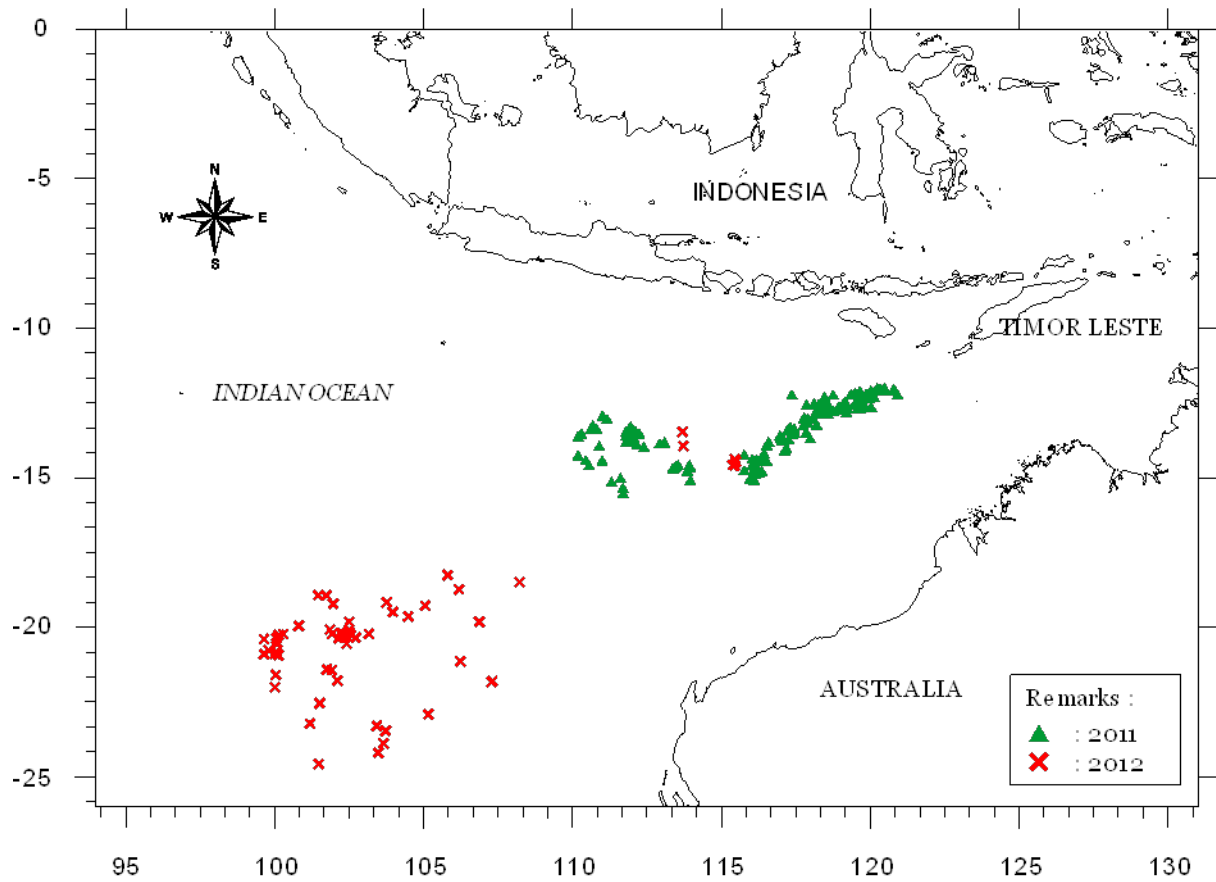 0
-5
-10
-15
-20
-25
N
W E
S
INDONESIA
TIMOR LESTE
INDIAN OCEAN
AUSTRALIA
Remarks :
: 2011
: 2012
95 100 105 110 115 120 125 130